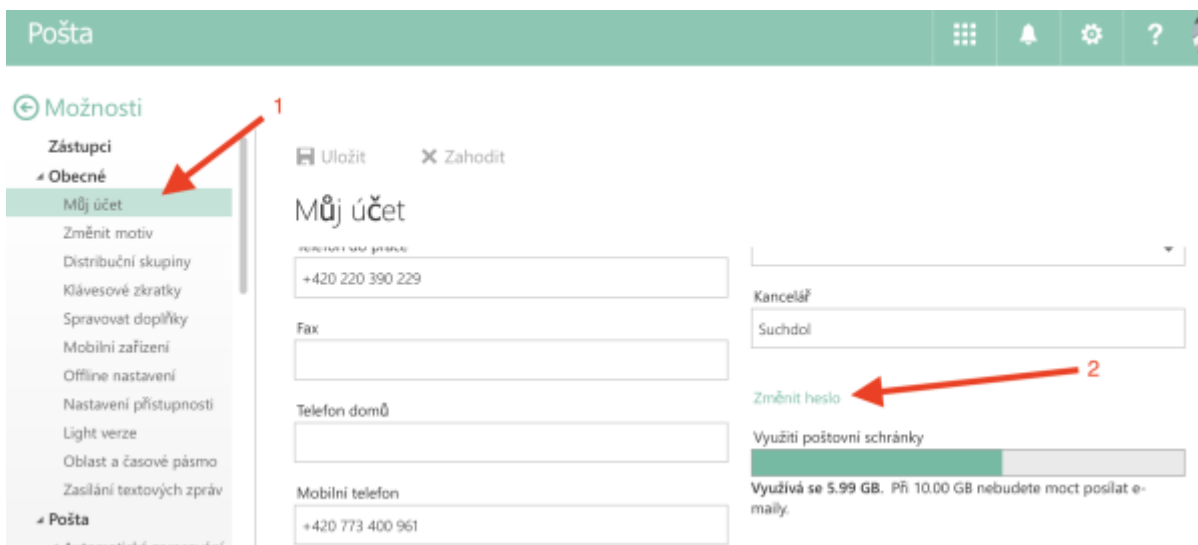 Pošta
?
Možnosti
1
Zástupci
Obecné
Můj účet
Změnit motiv
Distribuční skupiny
Klávesové zkratky
Spravovat doplňky
Mobilní zařízení
Offline nastavení
Nastavení přístupnosti
Light verze
Oblast a časové pásmo
Zasílání textových zpráv
Pošta
Uložit
Zahodit
Můj účet
Telefon do práce
+420 220 390 229
Fax
Telefon domů
Mobilní telefon
+420 773 400 961
Kancelář
Suchdol
2
Změnit heslo
Využití poštovní schránky
Využívá se 5.99 GB. Při 10.00 GB nebudete moct posílat e-
maily.